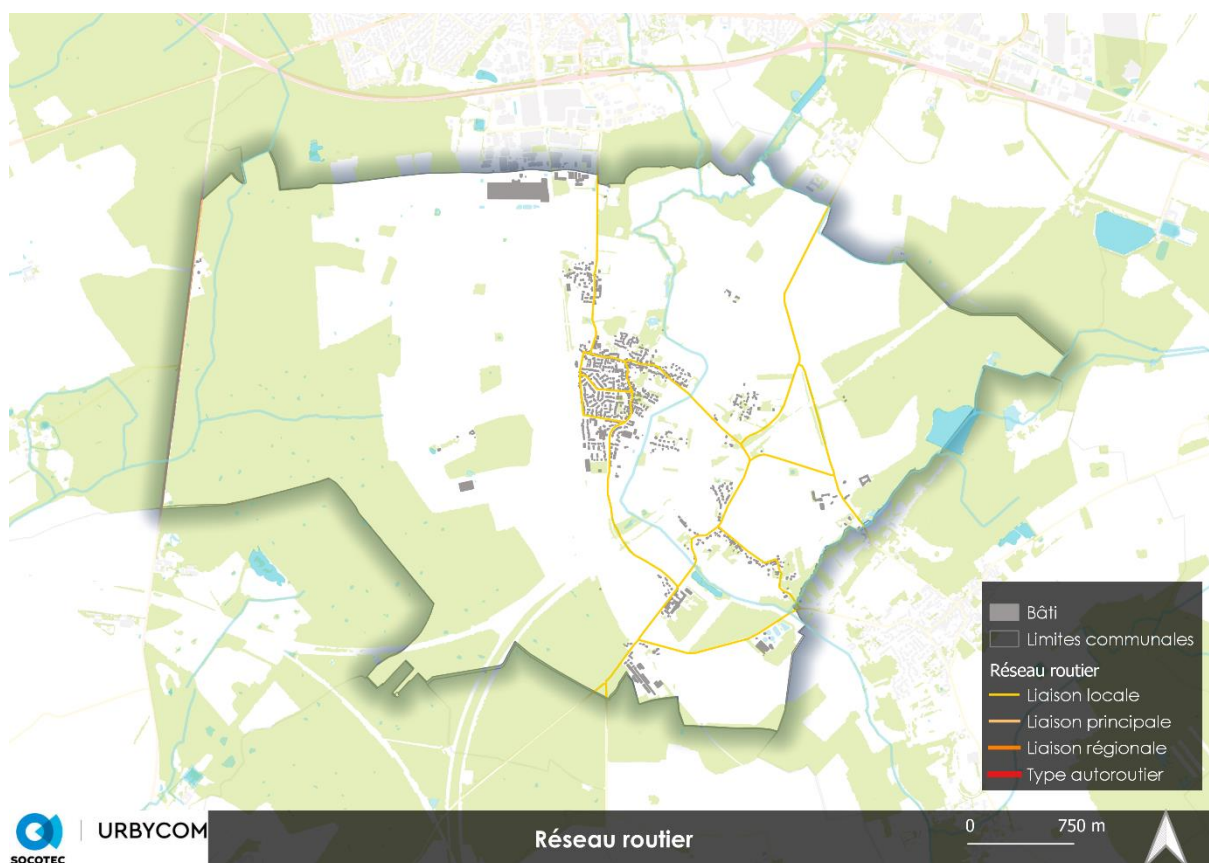 Bâti
Limites communales
Réseau routier
Liaison locale
Liaison principale
Liaison régionale
Type autoroutier
SOCOTEC
URBYCOM
Réseau routier
0 750 m